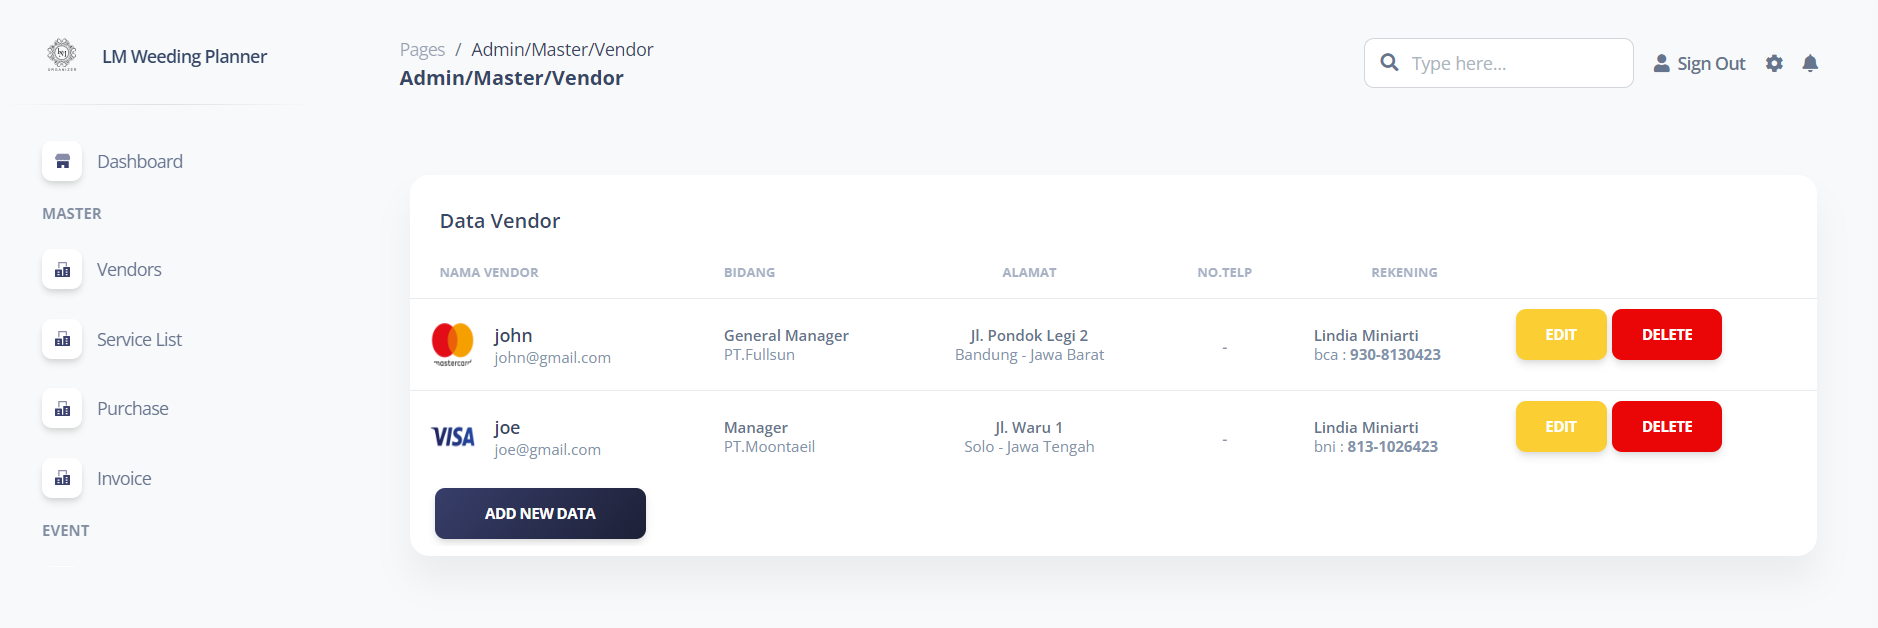 LM Weeding Planner
Pages / Admin/Master/Vendor
Admin/Master/Vendor
Type here...
Sign Out
Dashboard
MASTER
Vendors
Service List
Purchase
Invoice
EVENT
Data Vendor
NAMA VENDOR BIDANG ALAMAT NO.TELP REKENING
john General Manager Jl. Pondok Legi 2 - Lindia Miniarti EDIT DELETE
john@gmail.com PT.Fullsun Bandung - Jawa Barat bca : 930-8130423
mastercard
joe Manager Jl. Waru 1 - Lindia Miniarti EDIT DELETE
VISA joe@gmail.com PT.Moontaeil Solo - Jawa Tengah bni : 813-1026423
ADD NEW DATA